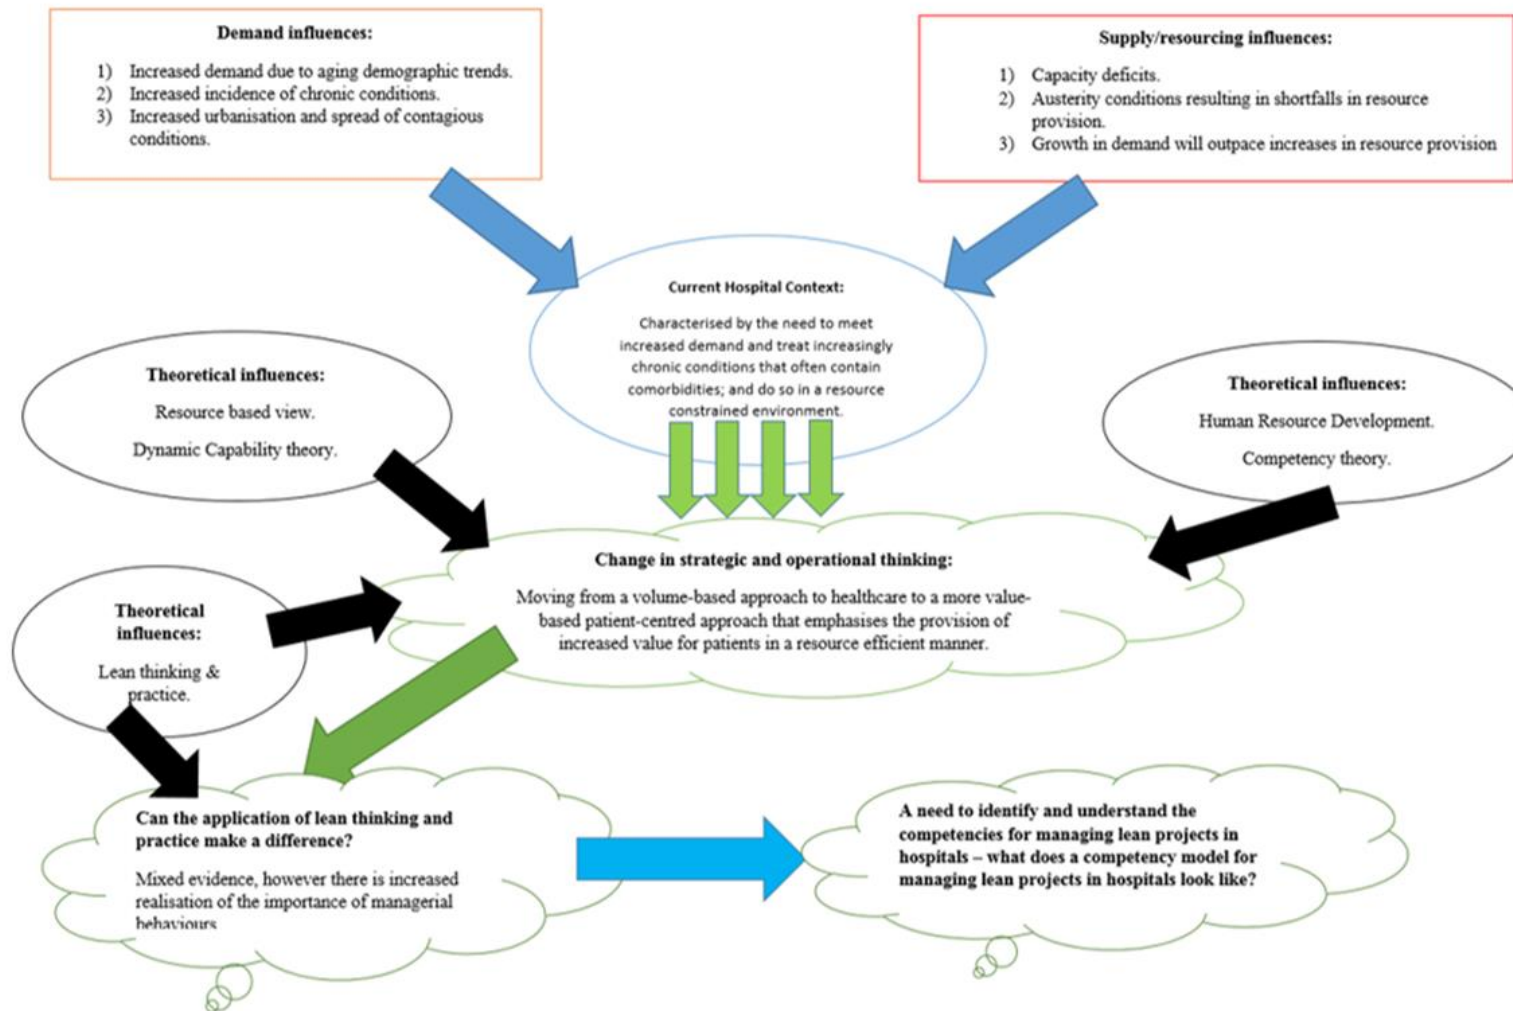 Demand influences:
1) Increased demand due to aging demographic trends.
2) Increased incidence of chronic conditions.
3) Increased urbanisation and spread of contagious
conditions.
Supply/resourcing influences:
1) Capacity deficits.
2) Austerity conditions resulting in shortfalls in resource
provision.
3) Growth in demand will outpace increases in resource provision
Current Hospital Context:
Characterised by the need to meet
increased demand and treat increasingly
chronic conditions that often contain
comorbidities; and do so in a resource
constrained environment.
Theoretical influences:
Resource based view.
Dynamic Capability theory.
Theoretical influences:
Human Resource Development.
Competency theory.
Change in strategic and operational thinking:
Moving from a volume-based approach to healthcare to a more value-
based patient-centred approach that emphasises the provision of
increased value for patients in a resource efficient manner.
Theoretical
influences:
Lean thinking &
practice.
Can the application of lean thinking and
practice make a difference?
Mixed evidence, however there is increased
realisation of the importance of managerial
behaviours
A need to identify and understand the
competencies for managing lean projects in
hospitals – what does a competency model for
managing lean projects in hospitals look like?